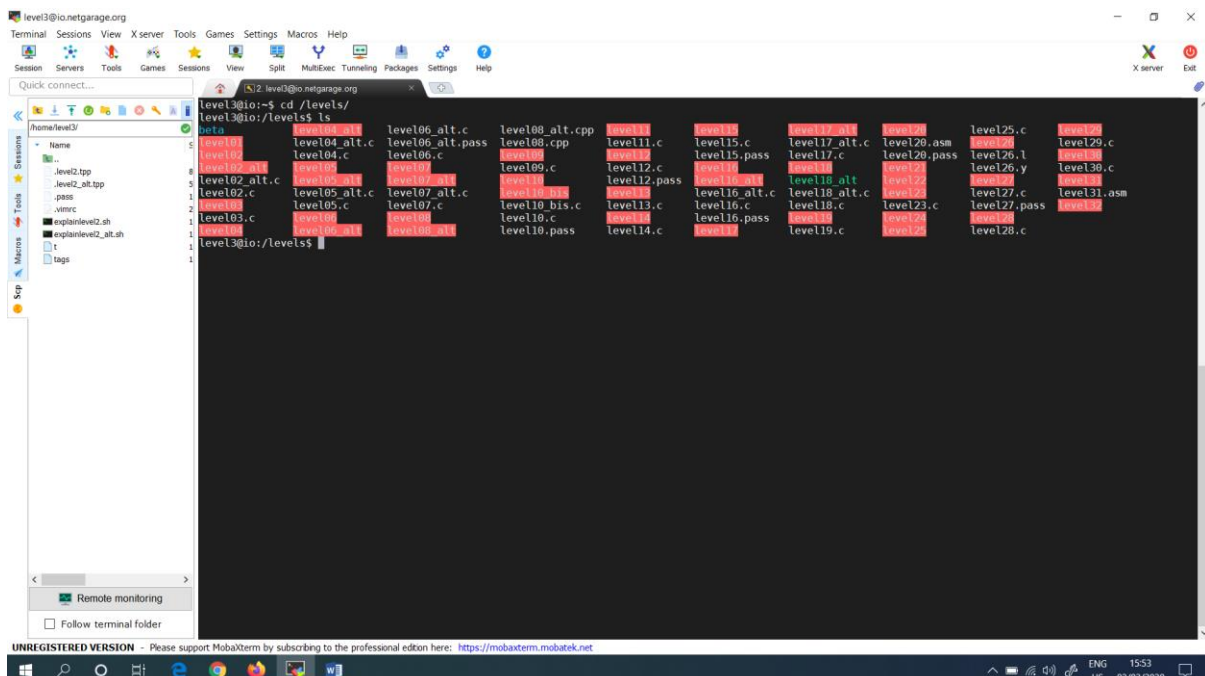 level3@io.netgarage.org
Terminal Sessions View X server Tools Games Settings Macros Help
Session Servers Tools Games Sessions View Split MultiExec Tunneling Packages Settings Help X server Exit
Quick connect... 2. level3@io.netgarage.org
/home/level3/
Name
..
.level2.tpp
.level2_alt.tpp
.pass
.vimrc
explainlevel2.sh
explainlevel2_alt.sh
t
tags
Sessions
Tools
Macros
Scp
level3@io:~$ cd /levels/
level3@io:/levels$ ls
beta level04_alt level06_alt.c level08_alt.cpp level11 level15 level17_alt level20 level25.c level29
level01 level04_alt.c level06_alt.pass level08.cpp level11.c level15.c level17_alt.c level20.asm level26 level29.c
level02 level04.c level06.c level09 level12 level15.pass level17.c level20.pass level26.l level30
level02_alt level05 level07 level09.c level12.c level16 level18 level21 level26.y level30.c
level02_alt.c level05_alt level07_alt level10 level12.pass level16_alt level18_alt level22 level27 level31
level02.c level05_alt.c level07_alt.c level10_bis level13 level16_alt.c level18_alt.c level23 level27.c level31.asm
level03 level05.c level07.c level10_bis.c level13.c level16.c level18.c level23.c level27.pass level32
level03.c level06 level08 level10.c level14 level16.pass level19 level24 level28
level04 level06_alt level08_alt level10.pass level14.c level17 level19.c level25 level28.c
level3@io:/levels$
Remote monitoring
Follow terminal folder
UNREGISTERED VERSION - Please support MobaXterm by subscribing to the professional edition here: https://mobaxterm.mobatek.net
ENG 15:53